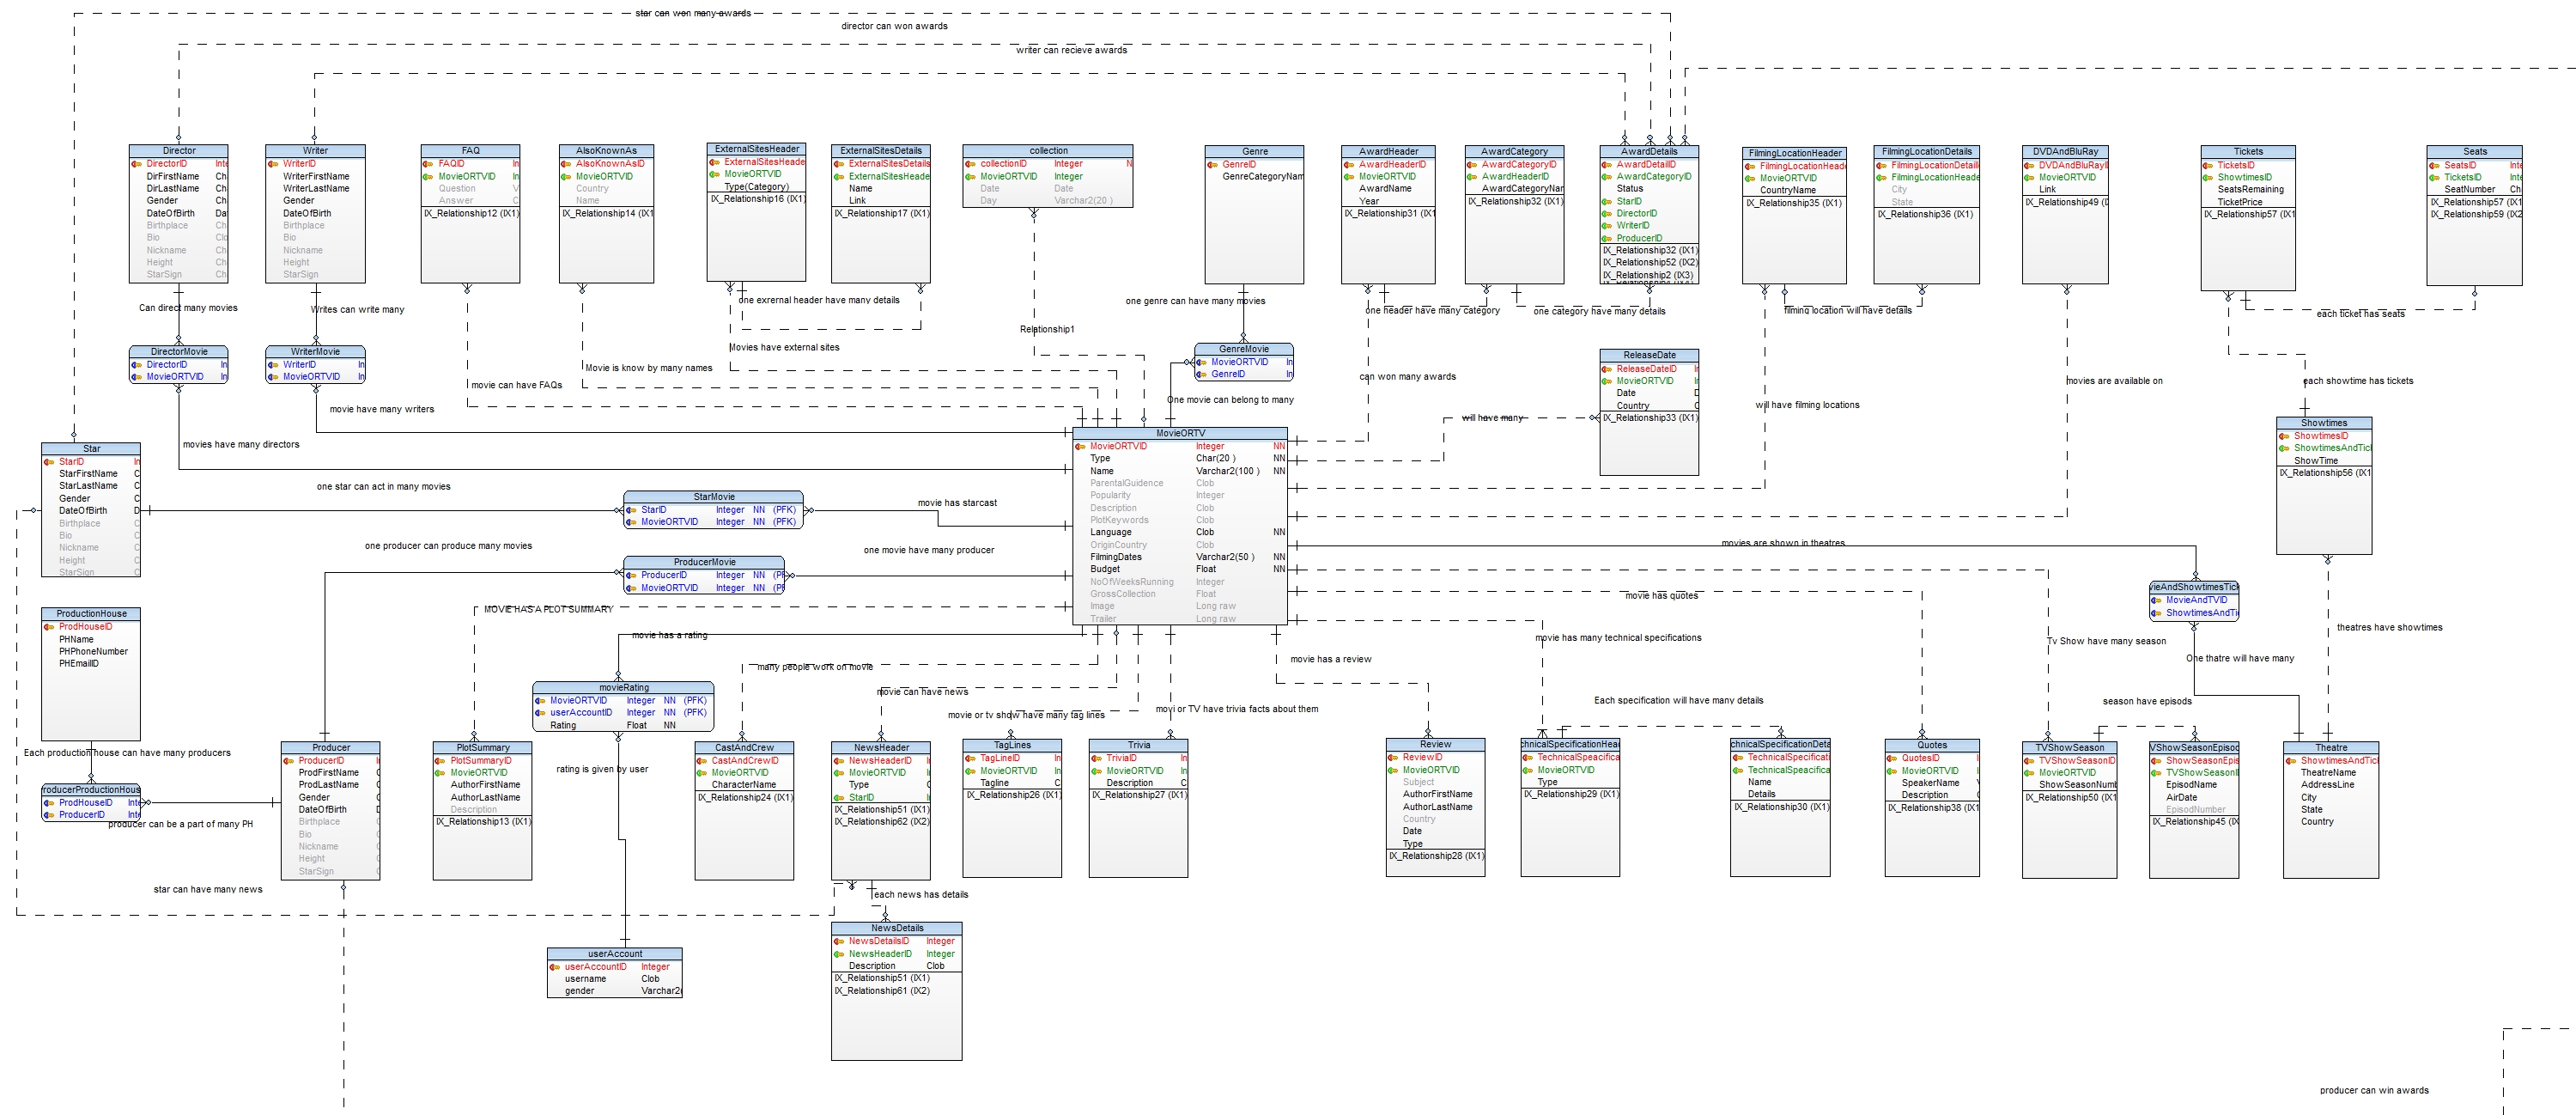 star can won many awards
director can won awards
writer can recieve awards
Director
DirectorID Inte
DirFirstName Ch
DirLastName Ch
Gender Ch
DateOfBirth Da
Birthplace Ch
Bio Clo
Nickname Ch
Height Ch
StarSign Ch
Writer
WriterID
WriterFirstName
WriterLastName
Gender
DateOfBirth
Birthplace
Bio
Nickname
Height
StarSign
FAQ
FAQID In
MovieORTVID In
Question V
Answer C
IX_Relationship12 (IX1)
AlsoKnownAs
AlsoKnownAsID
MovieORTVID
Country
Name
IX_Relationship14 (IX1
ExternalSitesHeader
ExternalSitesHeade
MovieORTVID
Type(Category)
IX_Relationship16 (IX1)
ExternalSitesDetails
ExternalSitesDetails
ExternalSitesHeade
Name
Link
IX_Relationship17 (IX1)
collection
collectionID Integer N
MovieORTVID Integer
Date Date
Day Varchar2(20 )
Genre
GenreID
GenreCategoryNam
AwardHeader
AwardHeaderID
MovieORTVID
AwardName
Year
IX_Relationship31 (IX1
AwardCategory
AwardCategoryID
AwardHeaderID
AwardCategoryNar
IX_Relationship32 (IX1)
AwardDetails
AwardDetailID
AwardCategoryID
Status
StarID
DirectorID
WriterID
ProducerID
IX_Relationship32 (IX1)
IX_Relationship52 (IX2)
IX_Relationship2 (IX3)
FilmingLocationHeader
FilmingLocationHeade
MovieORTVID
CountryName
IX_Relationship35 (IX1)
FilmingLocationDetails
FilmingLocationDetaili
FilmingLocationHeade
City
State
IX_Relationship36 (IX1)
DVDAndBluRay
DVDAndBluRayI
MovieORTVID
Link
IX_Relationship49 (I
Tickets
TicketsID
ShowtimesID
SeatsRemaining
TicketPrice
IX_Relationship57 (IX1
Seats
SeatsID Inte
TicketsID Inte
SeatNumber Ch
IX_Relationship57 (IX1
IX_Relationship59 (IX2
Can direct many movies
Writes can write many
one exrernal header have many details
one genre can have many movies
one header have many category
one category have many details
filming location will have details
each ticket has seats
Relationship1
Movies have external sites
Movie is know by many names
movie can have FAQs
DirectorMovie
DirectorID In
MovieORTVID In
WriterMovie
WriterID In
MovieORTVID In
GenreMovie
MovieORTVID In
GenreID In
One movie can belong to many
can won many awards
ReleaseDate
ReleaseDateID I
MovieORTVID I
Date D
Country C
IX_Relationship33 (IX1)
will have many
will have filming locations
movies are available on
each showtime has tickets
movie have many writers
movies have many directors
Showtimes
ShowtimesID
ShowtimesAndTicl
ShowTime
IX_Relationship56 (IX1
Star
StarID In
StarFirstName C
StarLastName C
Gender C
DateOfBirth D
Birthplace C
Bio C
Nickname C
Height C
StarSign C
MovieORTV
MovieORTVID Integer NN
Type Char(20 ) NN
Name Varchar2(100 ) NN
ParentalGuidence Clob
Popularity Integer
Description Clob
PlotKeywords Clob
Language Clob NN
OriginCountry Clob
FilmingDates Varchar2(50 ) NN
Budget Float NN
NoOfWeeksRunning Integer
GrossCollection Float
Image Long raw
Trailer Long raw
one star can act in many movies
StarMovie
StarID Integer NN (PFK)
MovieORTVID Integer NN (PFK)
movie has starcast
one producer can produce many movies
ProducerMovie
ProducerID Integer NN (PF
MovieORTVID Integer NN (PF
one movie have many producer
movies are shown in theatres
ProductionHouse
ProdHouseID
PHName
PHPhoneNumber
PHEmailID
MOVIE HAS A PLOT SUMMARY
movie has a rating
many people work on movie
movie can have news
movie or tv show have many tag lines
movi or TV have trivia facts about them
movie has a review
movie has many technical specifications
movie has quotes
Each specification will have many details
vieAndShowtimesTick
MovieAndTVID
ShowtimesAndTi
Tv Show have many season
One thatre will have many
theatres have showtimes
season have episods
movieRating
MovieORTVID Integer NN (PFK)
userAccountID Integer NN (PFK)
Rating Float NN
rating is given by user
Each production house can have many producers
roducerProductionHous
ProdHouseID Inte
ProducerID Inte
producer can be a part of many PH
Producer
ProducerID I
ProdFirstName C
ProdLastName C
Gender C
DateOfBirth D
Birthplace C
Bio C
Nickname C
Height C
StarSign C
PlotSummary
PlotSummaryID
MovieORTVID
AuthorFirstName
AuthorLastName
Description
IX_Relationship13 (IX1)
CastAndCrew
CastAndCrewID
MovieORTVID
CharacterName
IX_Relationship24 (IX1)
NewsHeader
NewsHeaderID I
MovieORTVID I
Type C
StarID I
IX_Relationship51 (IX1)
IX_Relationship62 (IX2)
TagLines
TagLineID In
MovieORTVID In
Tagline C
IX_Relationship26 (IX1)
Trivia
TriviaID In
MovieORTVID In
Description C
IX_Relationship27 (IX1)
Review
ReviewID
MovieORTVID
Subject
AuthorFirstName
AuthorLastName
Country
Date
Type
IX_Relationship28 (IX1)
chnicalSpecificationHea
TechnicalSpeacifica
MovieORTVID
Type
IX_Relationship29 (IX1)
chnicalSpecificationDeta
TechnicalSpecificati
TechnicalSpeacifica
Name
Details
IX_Relationship30 (IX1)
Quotes
QuotesID I
MovieORTVID I
SpeakerName V
Description C
IX_Relationship38 (IX1
TVShowSeason
TVShowSeasonID
MovieORTVID
ShowSeasonNumb
IX_Relationship50 (IX1
VShowSeasonEpisod
ShowSeasonEpis
TVShowSeasonI
EpisodName
AirDate
EpisodNumber
IX_Relationship45 (IX
Theatre
ShowtimesAndTicl
TheatreName
AddressLine
City
State
Country
star can have many news
each news has details
NewsDetails
NewsDetailsID Integer
NewsHeaderID Integer
Description Clob
IX_Relationship51 (IX1)
IX_Relationship61 (IX2)
userAccount
userAccountID Integer
username Clob
gender Varchar2(
producer can win awards